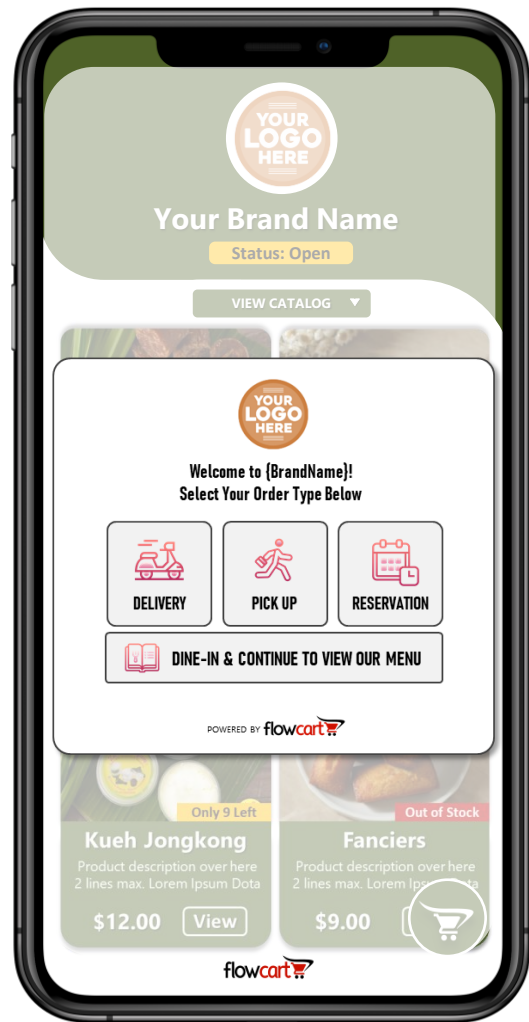 YOUR
LOGO
HERE
Your Brand Name
Status: Open
VIEW CATALOG
YOUR
LOGO
HERE
Welcome to {BrandName}!
Select Your Order Type Below
DELIVERY
PICK UP
RESERVATION
DINE-IN & CONTINUE TO VIEW OUR MENU
POWERED BY flowcart
Only 9 Left
Out of Stock
Kueh Jongkong
Fanciers
Product description over here
2 lines max. Lorem Ipsum Dota
Product description over here
2 lines max. Lorem Ipsum Dota
$12.00
View
$9.00
flowcart